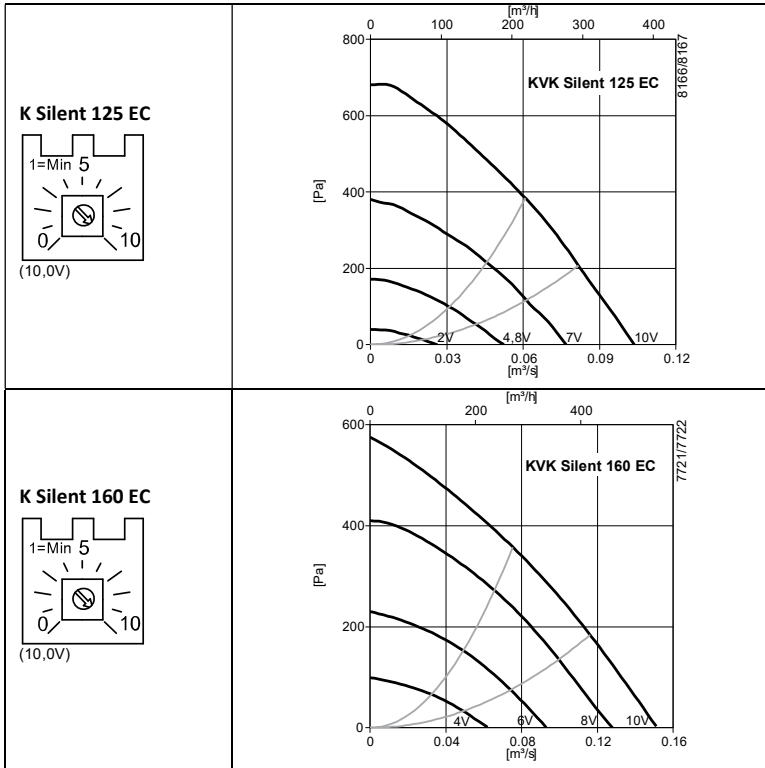 K Silent 125 EC
1=Min 5
0 10
(10,0V)
[m³/h]
0 100 200 300 400
800
600
400
200
0
[Pa]
KVK Silent 125 EC
8166/8167
2V 4,8V 7V 10V
0 0.03 0.06 0.09 0.12
[m³/s]
K Silent 160 EC
1=Min 5
0 10
(10,0V)
[m³/h]
0 200 400
600
400
200
0
[Pa]
KVK Silent 160 EC
7721/7722
4V 6V 8V 10V
0 0.04 0.08 0.12 0.16
[m³/s]